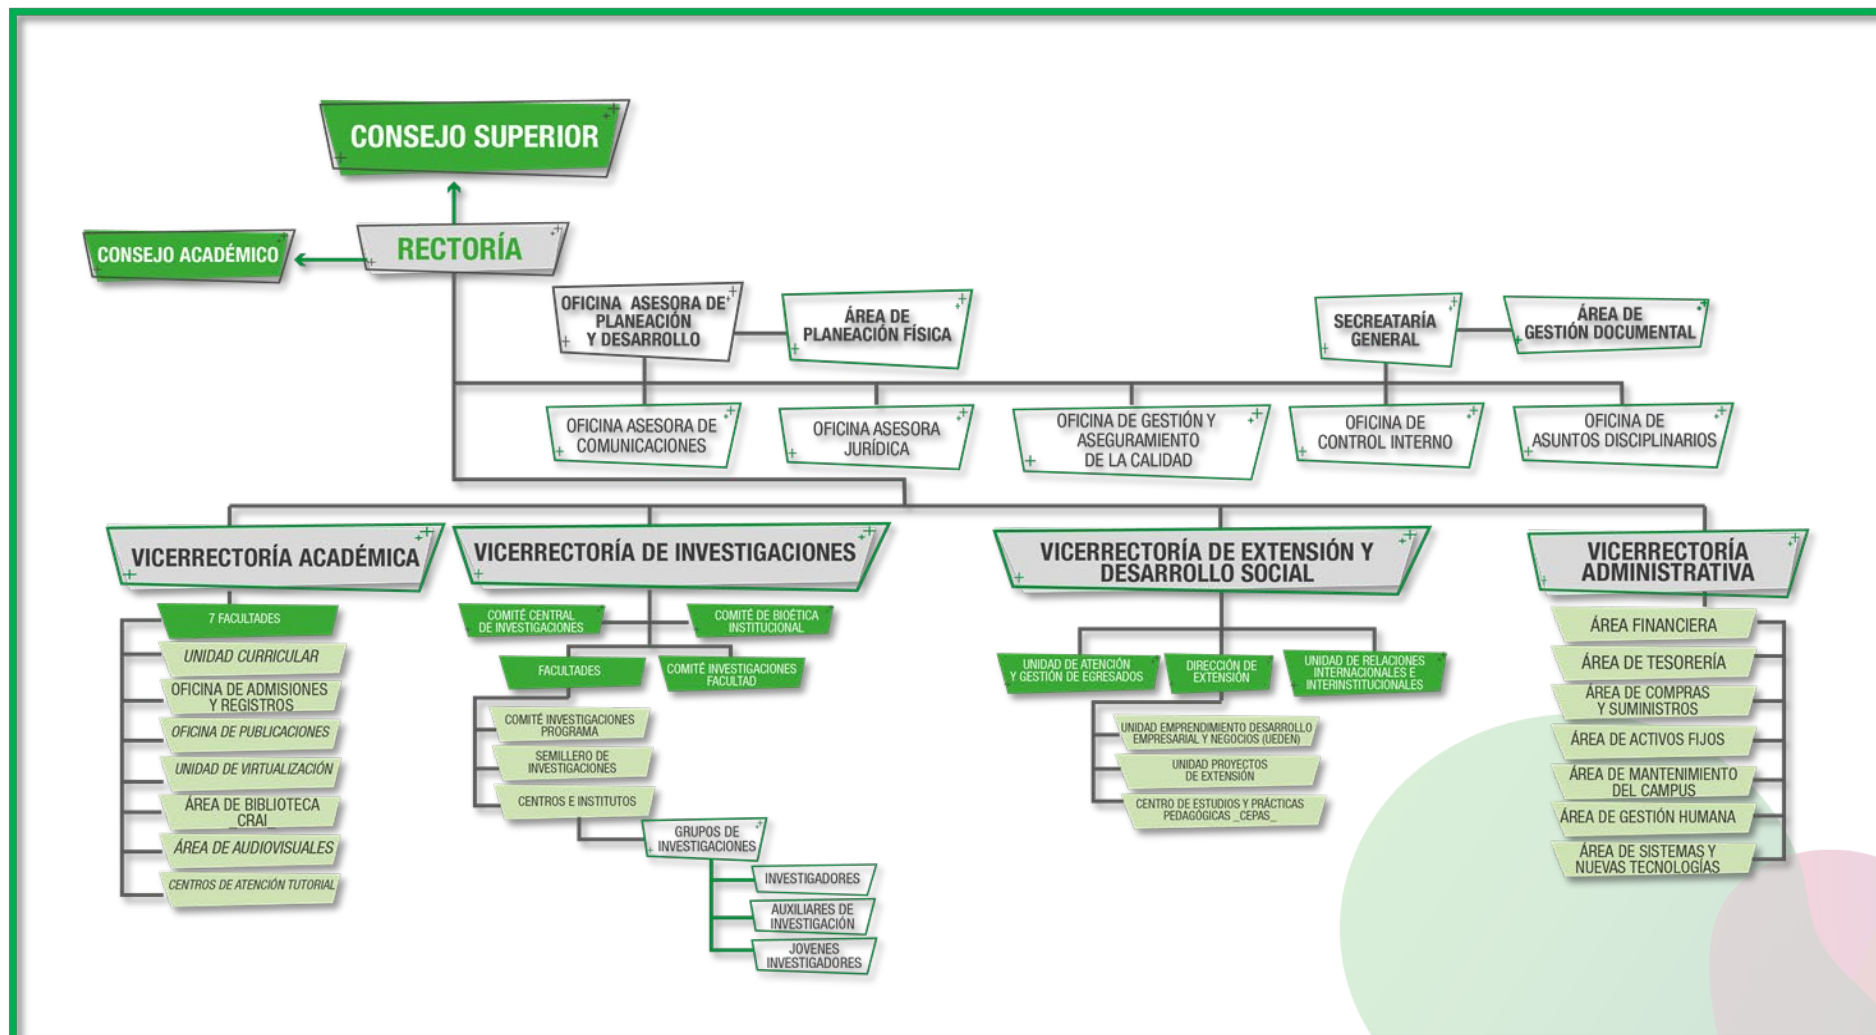 CONSEJO SUPERIOR
CONSEJO ACADÉMICO
RECTORÍA
OFICINA ASESORA DE
PLANEACIÓN
Y DESARROLLO
ÁREA DE
PLANEACIÓN FÍSICA
SECREATARÍA
GENERAL
ÁREA DE
GESTIÓN DOCUMENTAL
OFICINA ASESORA DE
COMUNICACIONES
OFICINA ASESORA
JURÍDICA
OFICINA DE GESTIÓN Y
ASEGURAMIENTO
DE LA CALIDAD
OFICINA DE
CONTROL INTERNO
OFICINA DE
ASUNTOS DISCIPLINARIOS
VICERRECTORÍA ACADÉMICA
7 FACULTADES
UNIDAD CURRICULAR
OFICINA DE ADMISIONES
Y REGISTROS
OFICINA DE PUBLICACIONES
UNIDAD DE VIRTUALIZACIÓN
ÁREA DE BIBLIOTECA
_CRAI_
ÁREA DE AUDIOVISUALES
CENTROS DE ATENCIÓN TUTORIAL
VICERRECTORÍA DE INVESTIGACIONES
COMITÉ CENTRAL
DE INVESTIGACIONES
COMITÉ DE BIOÉTICA
INSTITUCIONAL
FACULTADES
COMITÉ INVESTIGACIONES
FACULTAD
COMITÉ INVESTIGACIONES
PROGRAMA
SEMILLERO DE
INVESTIGACIONES
CENTROS E INSTITUTOS
GRUPOS DE
INVESTIGACIONES
INVESTIGADORES
AUXILIARES DE
INVESTIGACIÓN
JOVENES
INVESTIGADORES
VICERRECTORÍA DE EXTENSIÓN Y
DESARROLLO SOCIAL
UNIDAD DE ATENCIÓN
Y GESTIÓN DE EGRESADOS
DIRECCIÓN DE
EXTENSIÓN
UNIDAD DE RELACIONES
INTERNACIONALES E
INTERINSTITUCIONALES
UNIDAD EMPRENDIMIENTO DESARROLLO
EMPRESARIAL Y NEGOCIOS (UEDEN)
UNIDAD PROYECTOS
DE EXTENSIÓN
CENTRO DE ESTUDIOS Y PRÁCTICAS
PEDAGÓGICAS _CEPAS_
VICERRECTORÍA
ADMINISTRATIVA
ÁREA FINANCIERA
ÁREA DE TESORERÍA
ÁREA DE COMPRAS
Y SUMINISTROS
ÁREA DE ACTIVOS FIJOS
ÁREA DE MANTENIMIENTO
DEL CAMPUS
ÁREA DE GESTIÓN HUMANA
ÁREA DE SISTEMAS Y
NUEVAS TECNOLOGÍAS